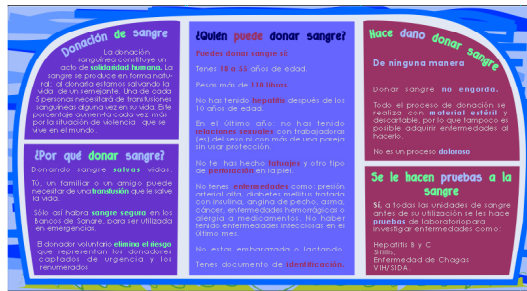 Donación de sangre
La donación
sanguínea constituye un
acto de solidaridad humana. La
sangre se produce en forma natu-
ral; al donarla estamos salvando la
vida de un semejante. Una de cada
3 personas necesitará de transfusiones
sanguíneas alguna vez en su vida. Este
porcentaje aumenta cada vez más
por la situación de violencia que se
vive en el mundo.
¿Por qué donar sangre?
Donando sangre salvas vidas.
Tú, un familiar o un amigo puede
necesitar de una transfusión que le salve
la vida.
Sólo así habrá sangre segura en los
Bancos de Sangre, para ser utilizada
en emergencias.
El donador voluntario elimina el riesgo
que representan los donadores
captados de urgencia y los
renumerados
¿Quién puede donar sangre?
Puedes donar sangre si:
Tenés 18 a 55 años de edad.
Pesás más de 110 libras
No has tenido hepatitis después de los
10 años de edad.
En el último año: no has tenido
relaciones sexuales con trabajadoras
(es) del sexo ni con más de una pareja
sin usar protección.
No te has hecho tatuajes y otro tipo
de perforación en la piel.
No tenes enfermedades como: presión
arterial alta, diabetes mellitus tratada
con insulina, angina de pecho, asma,
cáncer, enfermedades hemorrágicas o
alergia a medicamentos. No haber
tenido enfermedades infecciosas en el
último mes.
No estas embarazada o lactando.
Tenes documento de identificación.
Hace daño donar sangre
De ninguna manera
Donar sangre no engorda.
Todo el proceso de donación se
realiza con material estéril y
descartable, por lo que tampoco es
posible adquirir enfermedades al
hacerlo.
No es un proceso doloroso
Se le hacen pruebas a la
sangre
Sí, a todas las unidades de sangre
antes de su utilización se les hace
pruebas de laboratorio para
investigar enfermedades como:
Hepatitis B y C
Sífilis.
Enfermedad de Chagas
VIH/SIDA.